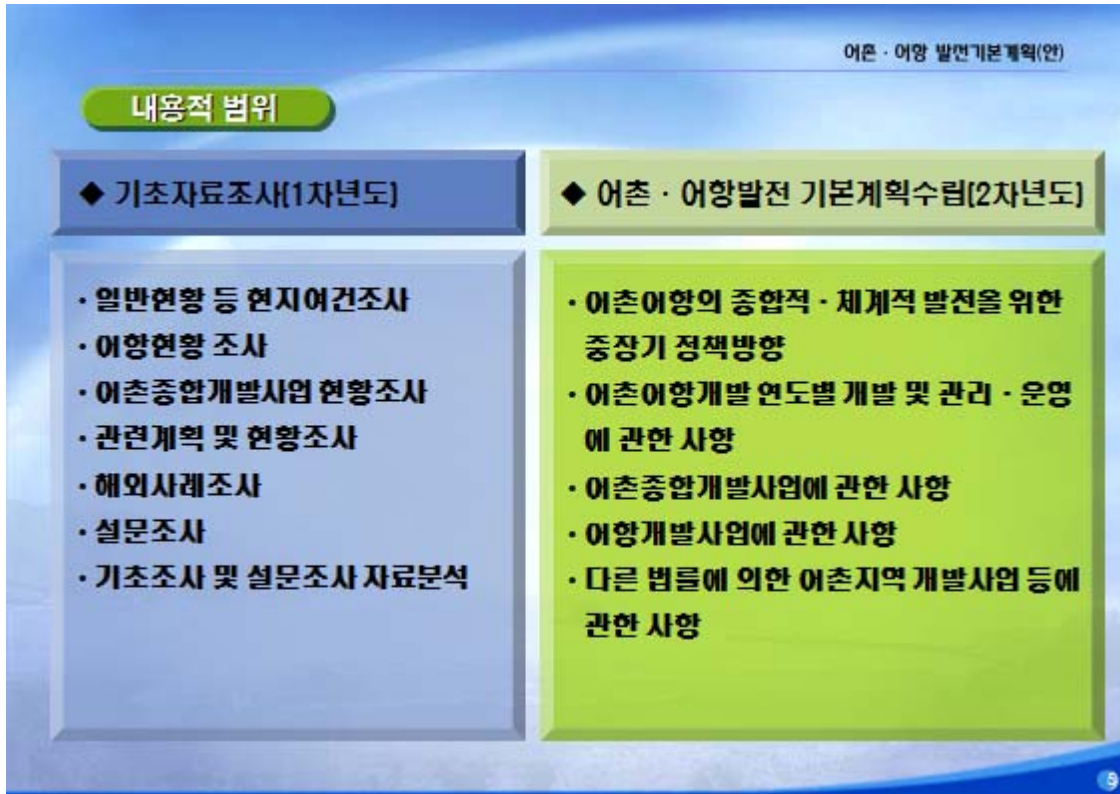 어촌 · 어항 발전기본계획(안)
내용적 범위
◆ 기초자료조사(1차년도)
· 일반현황 등 현지여건조사
· 어항현황 조사
· 어촌종합개발사업 현황조사
· 관련계획 및 현황조사
· 해외사례조사
· 설문조사
· 기초조사 및 설문조사 자료분석
◆ 어촌 · 어항발전 기본계획수립(2차년도)
· 어촌어항의 종합적 · 체계적 발전을 위한
중장기 정책방향
· 어촌어항개발 연도별 개발 및 관리 · 운영
에 관한 사항
· 어촌종합개발사업에 관한 사항
· 어항개발사업에 관한 사항
· 다른 법률에 의한 어촌지역 개발사업 등에
관한 사항
5